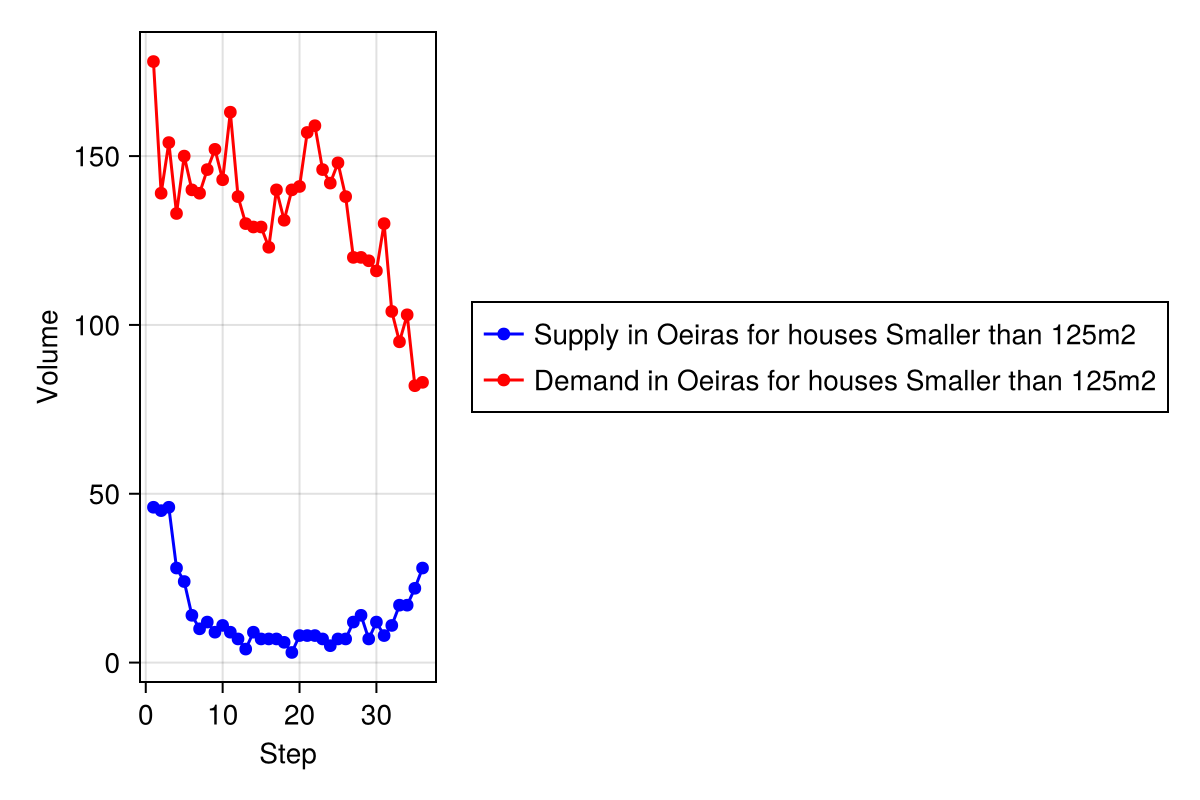 150
100
50
0
Volume
0 10 20 30
Step
Supply in Oeiras for houses Smaller than 125m2
Demand in Oeiras for houses Smaller than 125m2